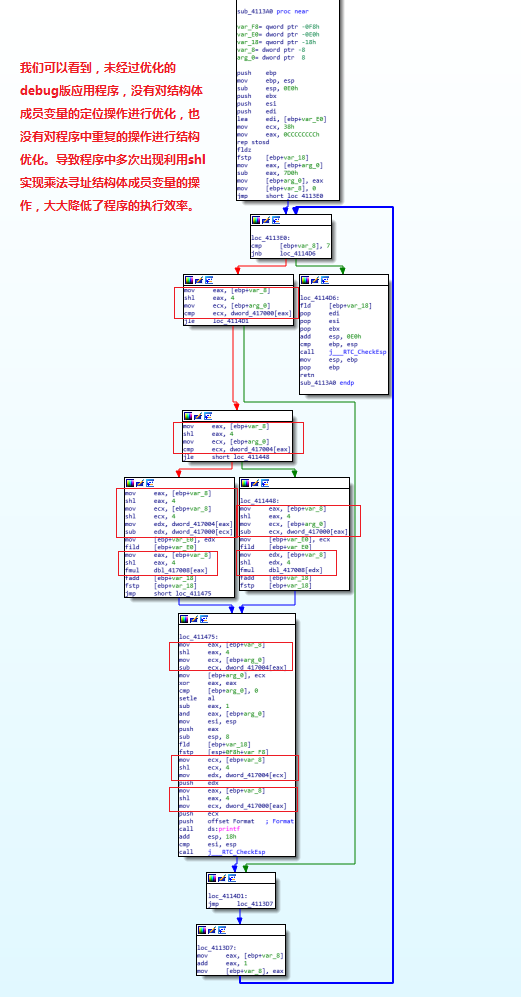 sub_4113A0 proc near
var_F8= qword ptr -0F8h
var_E0= dword ptr -0E0h
var_18= qword ptr -18h
var_8= dword ptr -8
arg_0= dword ptr  8
push    ebp
mov     ebp, esp
sub     esp, 0E0h
push    ebx
push    esi
push    edi
lea     edi, [ebp+var_E0]
mov     ecx, 38h
mov     eax, 0CCCCCCCCh
rep stosd
fldz
fstp    [ebp+var_18]
mov     eax, [ebp+arg_0]
sub     eax, 7D0h
mov     [ebp+arg_0], eax
mov     [ebp+var_8], 0
jmp     short loc_4113E0
我们可以看到，未经过优化的
debug版应用程序，没有对结构体
成员变量的定位操作进行优化，也
没有对程序中重复的操作进行结构
优化。导致程序中多次出现利用shl
实现乘法寻址结构体成员变量的操
作，大大降低了程序的执行效率。
loc_4113E0:
cmp     [ebp+var_8], 7
jnb     loc_4114D6
mov     eax, [ebp+var_8]
shl     eax, 4
mov     ecx, [ebp+arg_0]
cmp     ecx, dword_417000[eax]
jle     loc_4114D1
loc_4114D6:
fld     [ebp+var_18]
pop     edi
pop     esi
pop     ebx
add     esp, 0E0h
cmp     ebp, esp
call    j___RTC_CheckEsp
mov     esp, ebp
pop     ebp
retn
sub_4113A0 endp
mov     eax, [ebp+var_8]
shl     eax, 4
mov     ecx, [ebp+arg_0]
cmp     ecx, dword_417004[eax]
jle     short loc_411448
mov     eax, [ebp+var_8]
shl     eax, 4
mov     ecx, [ebp+var_8]
shl     ecx, 4
mov     edx, dword_417004[eax]
sub     edx, dword_417000[ecx]
mov     [ebp+var_E0], edx
fild    [ebp+var_E0]
mov     eax, [ebp+var_8]
shl     eax, 4
fmul    dbl_417008[eax]
fadd    [ebp+var_18]
fstp    [ebp+var_18]
jmp     short loc_411475
loc_411448:
mov     eax, [ebp+var_8]
shl     eax, 4
mov     ecx, [ebp+arg_0]
sub     ecx, dword_417000[eax]
mov     [ebp+var_E0], ecx
fild    [ebp+var_E0]
mov     edx, [ebp+var_8]
shl     edx, 4
fmul    dbl_417008[edx]
fadd    [ebp+var_18]
fstp    [ebp+var_18]
loc_411475:
mov     eax, [ebp+var_8]
shl     eax, 4
mov     ecx, [ebp+arg_0]
sub     ecx, dword_417004[eax]
mov     [ebp+arg_0], ecx
xor     eax, eax
cmp     [ebp+arg_0], 0
setle   al
sub     eax, 1
and     eax, [ebp+arg_0]
mov     esi, esp
push    eax
sub     esp, 8
fld     [ebp+var_18]
fstp    [esp+0F8h+var_F8]
mov     ecx, [ebp+var_8]
shl     ecx, 4
mov     edx, dword_417004[ecx]
push    edx
mov     eax, [ebp+var_8]
shl     eax, 4
mov     ecx, dword_417000[eax]
push    ecx
push    offset Format   ; Format
call    ds:printf
add     esp, 18h
cmp     esi, esp
call    j___RTC_CheckEsp
loc_4114D1:
jmp     loc_4113D7
loc_4113D7:
mov     eax, [ebp+var_8]
add     eax, 1
mov     [ebp+var_8], eax